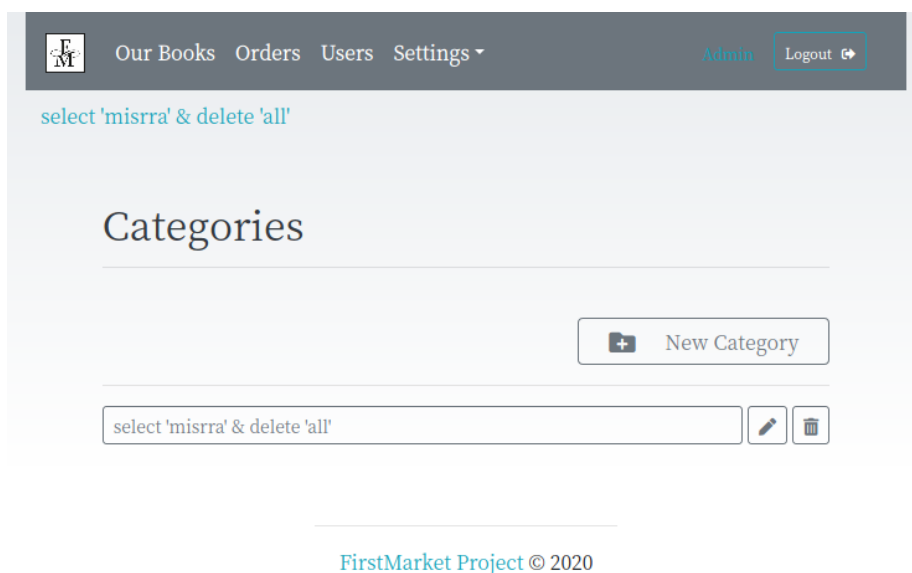 FM Our Books Orders Users Settings Admin Logout
select 'misrra' & delete 'all'
Categories
New Category
select 'misrra' & delete 'all'
FirstMarket Project © 2020